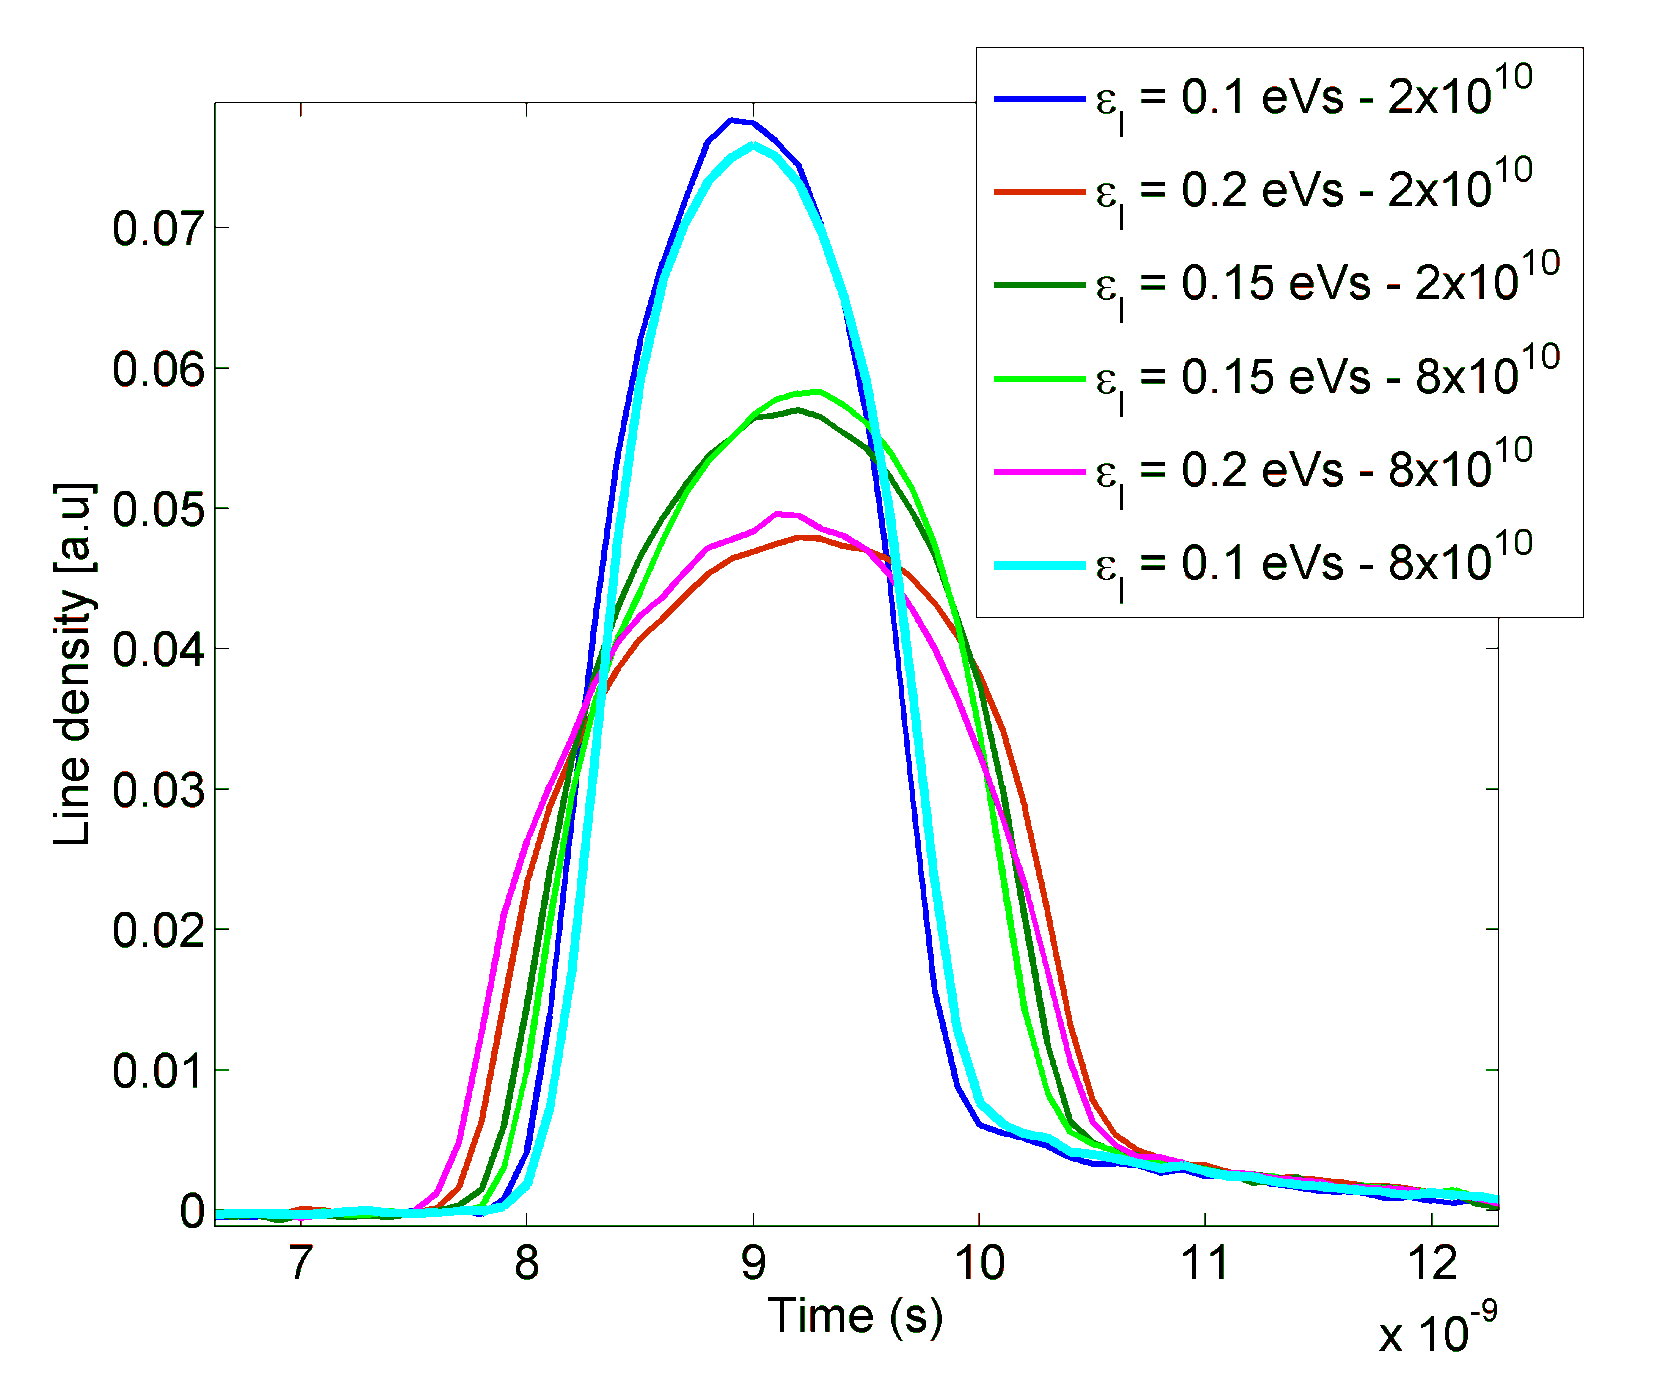 ε_l = 0.1 eVs - 2x10^10
ε_l = 0.2 eVs - 2x10^10
ε_l = 0.15 eVs - 2x10^10
ε_l = 0.15 eVs - 8x10^10
ε_l = 0.2 eVs - 8x10^10
ε_l = 0.1 eVs - 8x10^10
Line density [a.u]
0.07
0.06
0.05
0.04
0.03
0.02
0.01
0
7 8 9 10 11 12
Time (s)
x 10^-9